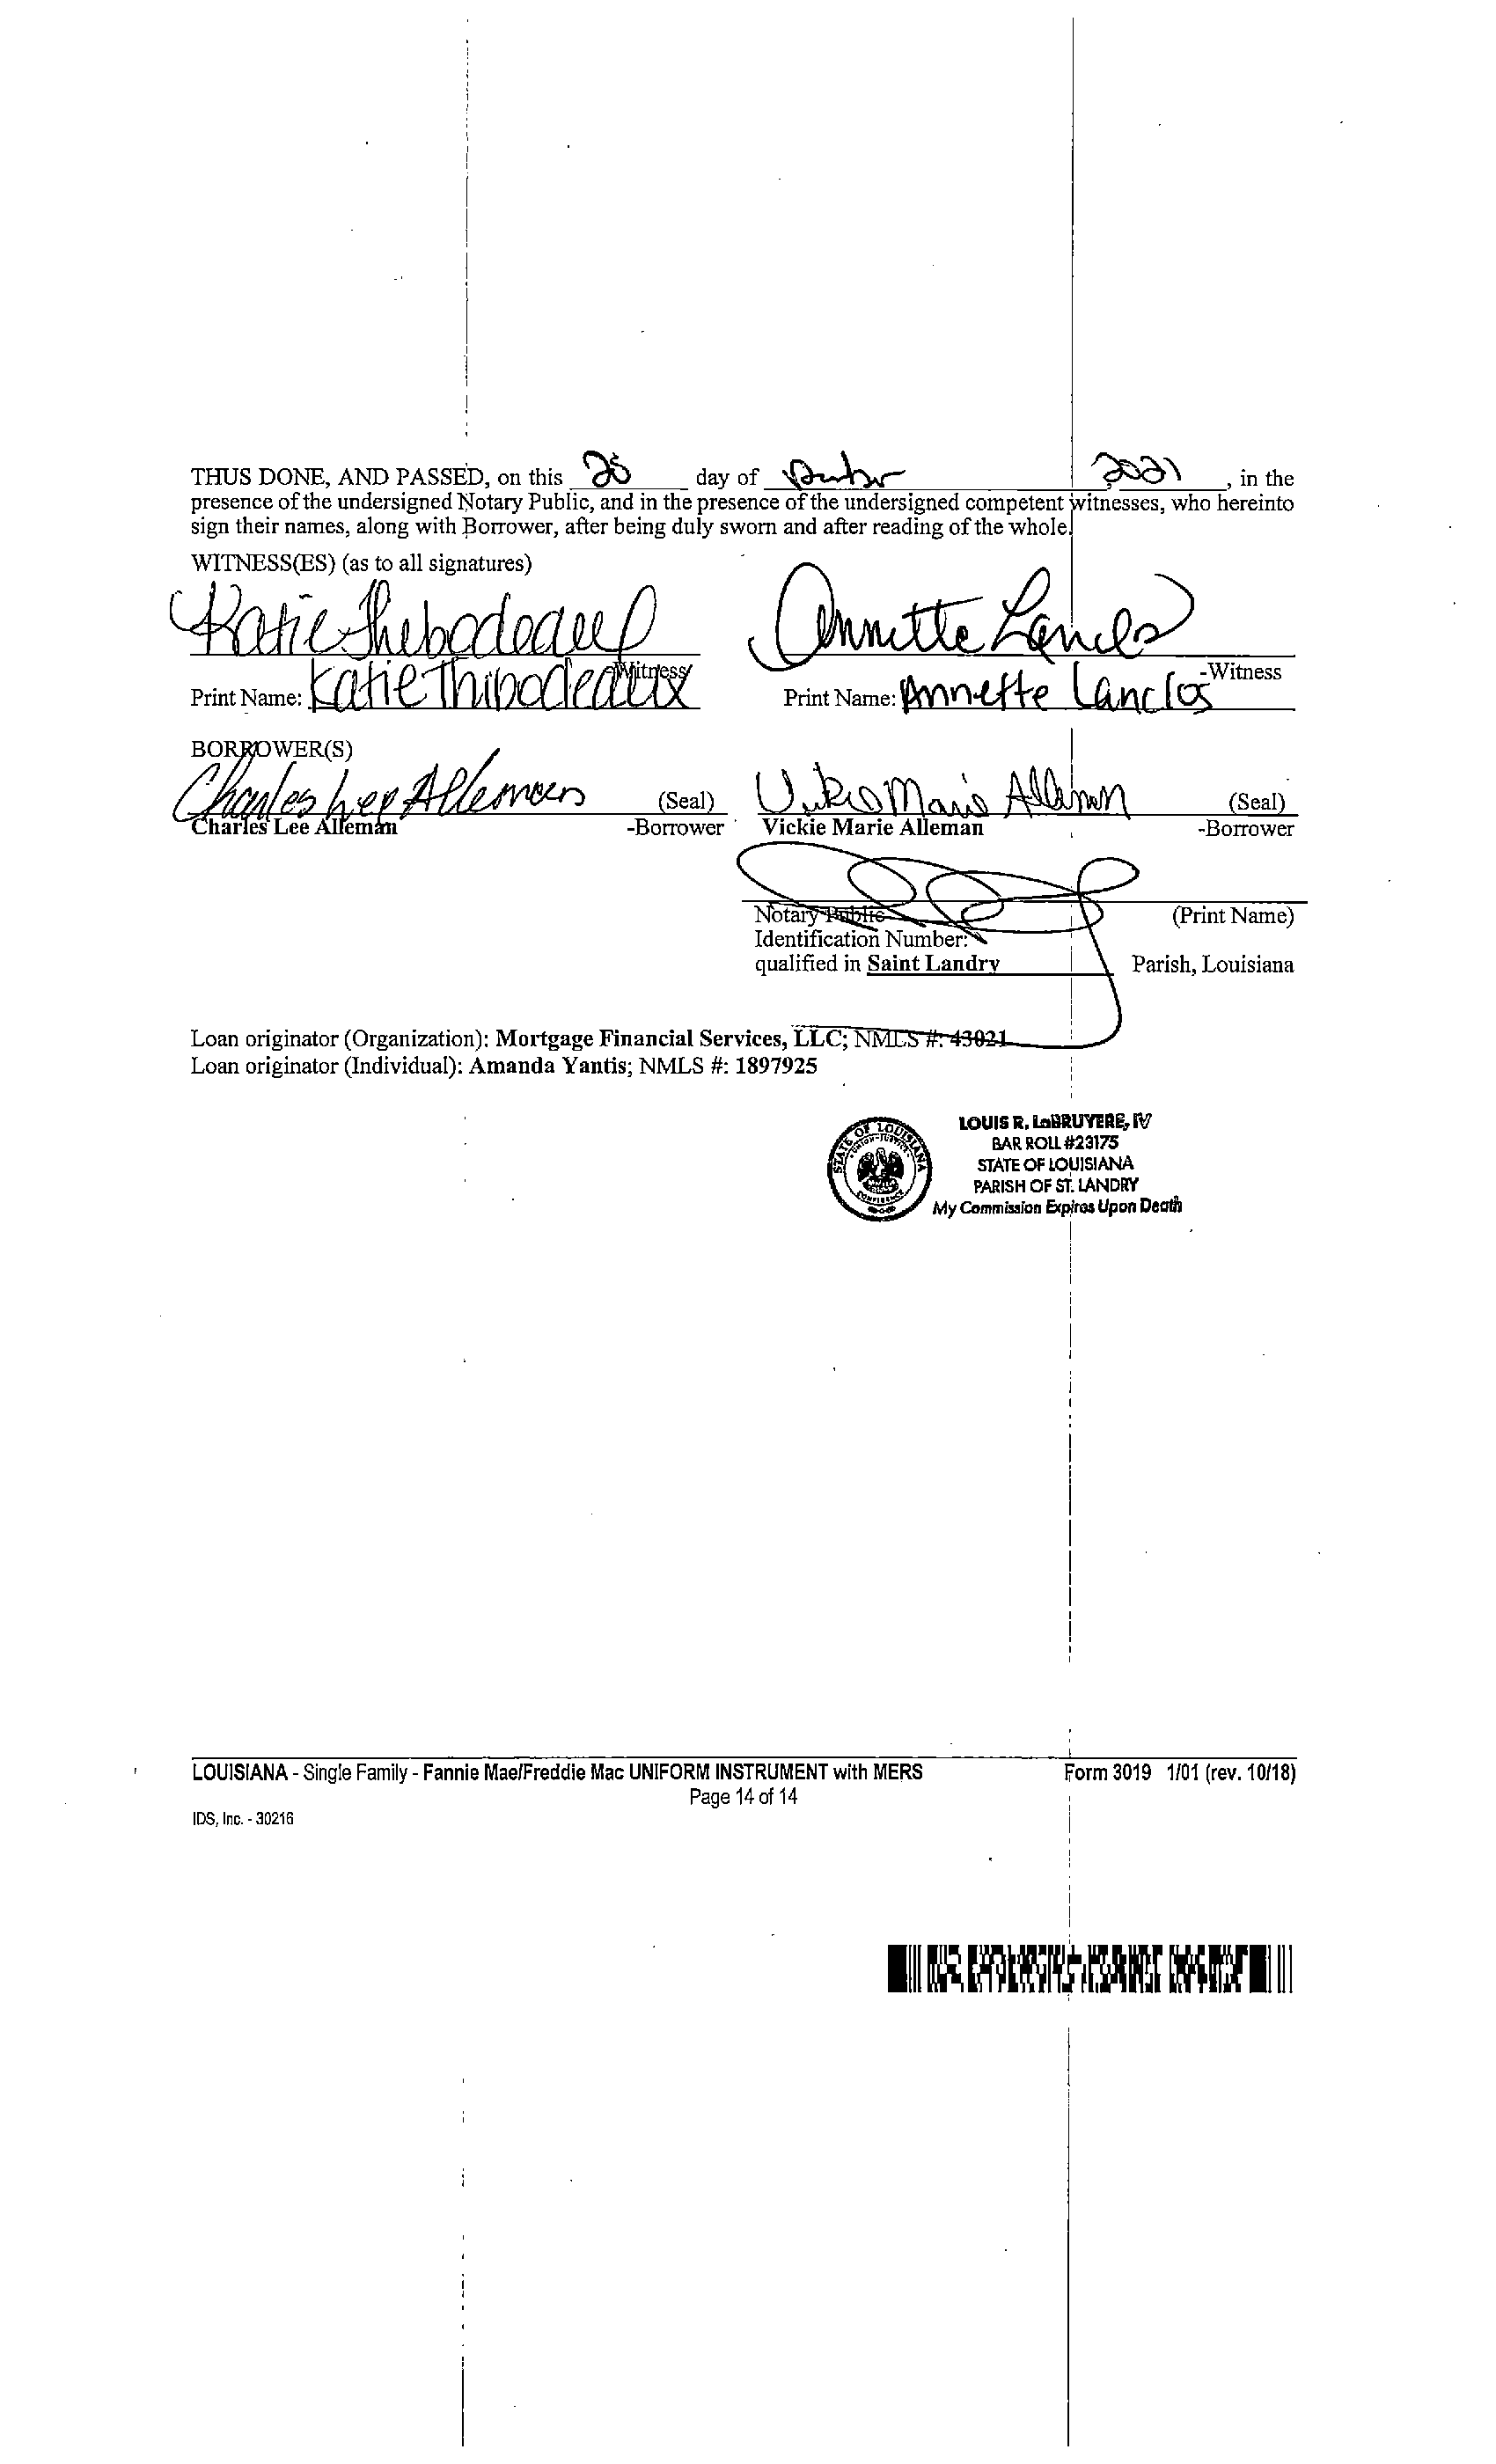 THUS DONE, AND PASSED, on this day of 2021, in the
presence of the undersigned Notary Public, and in the presence of the undersigned competent witnesses, who hereinto
sign their names, along with Borrower, after being duly sworn and after reading of the whole.
WITNESS(ES) (as to all signatures)
Katie Thibodeaux Annette Lanclos
-Witness -Witness
Print Name: Katie Thibodeaux Print Name: Annette Lanclos
BORROWER(S)
Charles Lee Alleman (Seal) Vickie Marie Alleman (Seal)
Charles Lee Alleman -Borrower Vickie Marie Alleman -Borrower
Notary Public (Print Name)
Identification Number:
qualified in Saint Landry Parish, Louisiana
Loan originator (Organization): Mortgage Financial Services, LLC; NMLS #: 43021
Loan originator (Individual): Amanda Yantis; NMLS #: 1897925
STATE OF LOUISIANA
LOUIS R. LaBRUYERE, IV
BAR ROLL #23175
STATE OF LOUISIANA
PARISH OF ST. LANDRY
My Commission Expires Upon Death
LOUISIANA - Single Family - Fannie Mae/Freddie Mac UNIFORM INSTRUMENT with MERS Form 3019 1/01 (rev. 10/18)
Page 14 of 14
IDS, Inc. - 30216